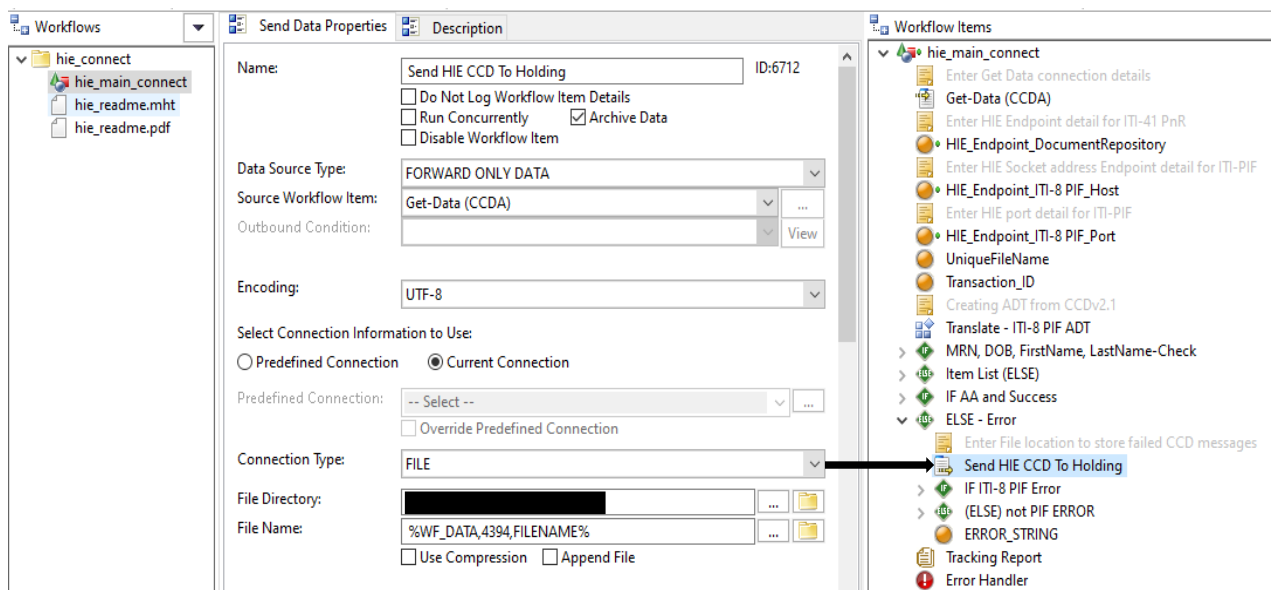 Workflows
hie_connect
hie_main_connect
hie_readme.mht
hie_readme.pdf
Send Data Properties
Description
Name:
Send HIE CCD To Holding
ID:6712
Do Not Log Workflow Item Details
Run Concurrently
Archive Data
Disable Workflow Item
Data Source Type:
FORWARD ONLY DATA
Source Workflow Item:
Get-Data (CCDA)
...
Outbound Condition:
View
Encoding:
UTF-8
Select Connection Information to Use:
Predefined Connection
Current Connection
Predefined Connection:
-- Select --
...
Override Predefined Connection
Connection Type:
FILE
File Directory:
...
File Name:
%WF_DATA,4394,FILENAME%
...
Use Compression
Append File
Workflow Items
hie_main_connect
Enter Get Data connection details
Get-Data (CCDA)
Enter HIE Endpoint detail for ITI-41 PnR
HIE_Endpoint_DocumentRepository
Enter HIE Socket address Endpoint detail for ITI-PIF
HIE_Endpoint_ITI-8 PIF_Host
Enter HIE port detail for ITI-PIF
HIE_Endpoint_ITI-8 PIF_Port
UniqueFileName
Transaction_ID
Creating ADT from CCDv2.1
Translate - ITI-8 PIF ADT
IF
MRN, DOB, FirstName, LastName-Check
ELSE
Item List (ELSE)
IF
IF AA and Success
ELSE
ELSE - Error
Enter File location to store failed CCD messages
Send HIE CCD To Holding
IF
IF ITI-8 PIF Error
ELSE
(ELSE) not PIF ERROR
ERROR_STRING
Tracking Report
Error Handler